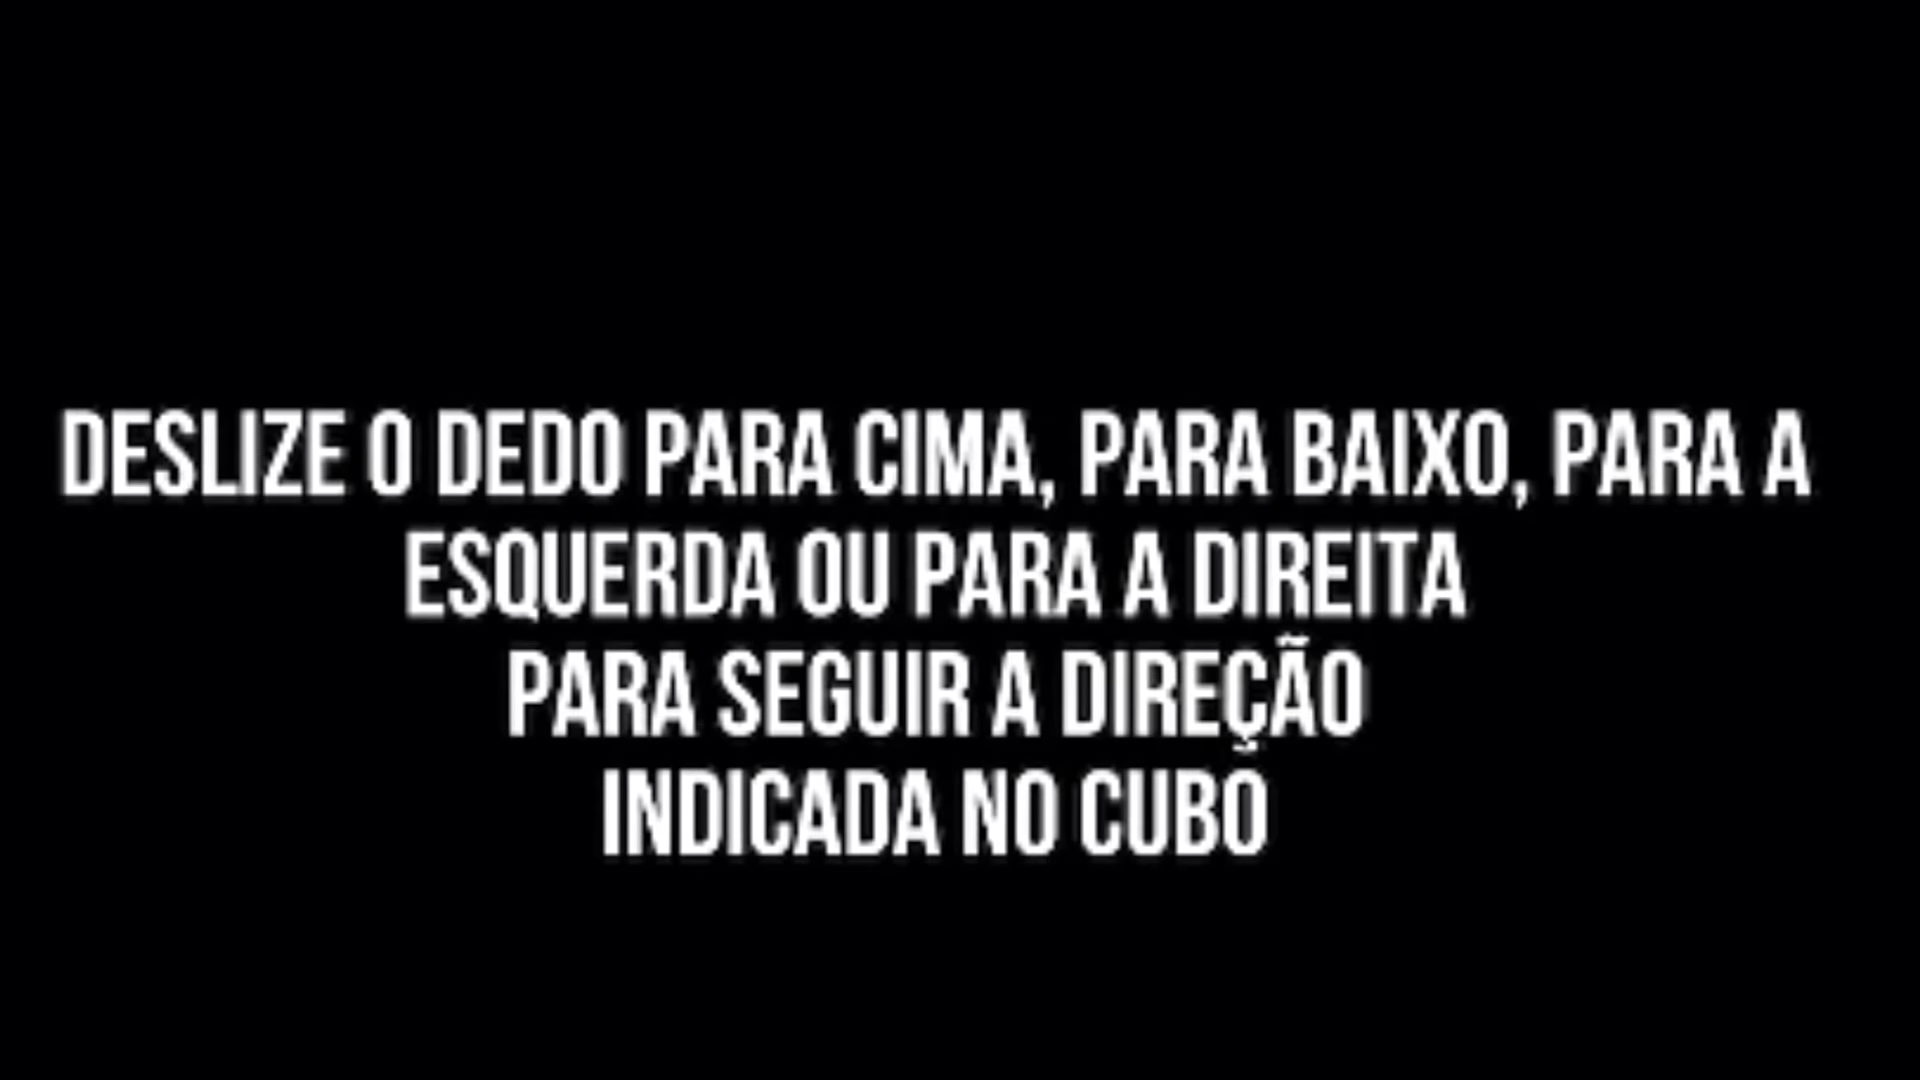 DESLIZE O DEDO PARA CIMA, PARA BAIXO, PARA A
ESQUERDA OU PARA A DIREITA
PARA SEGUIR A DIREÇÃO
INDICADA NO CUBO